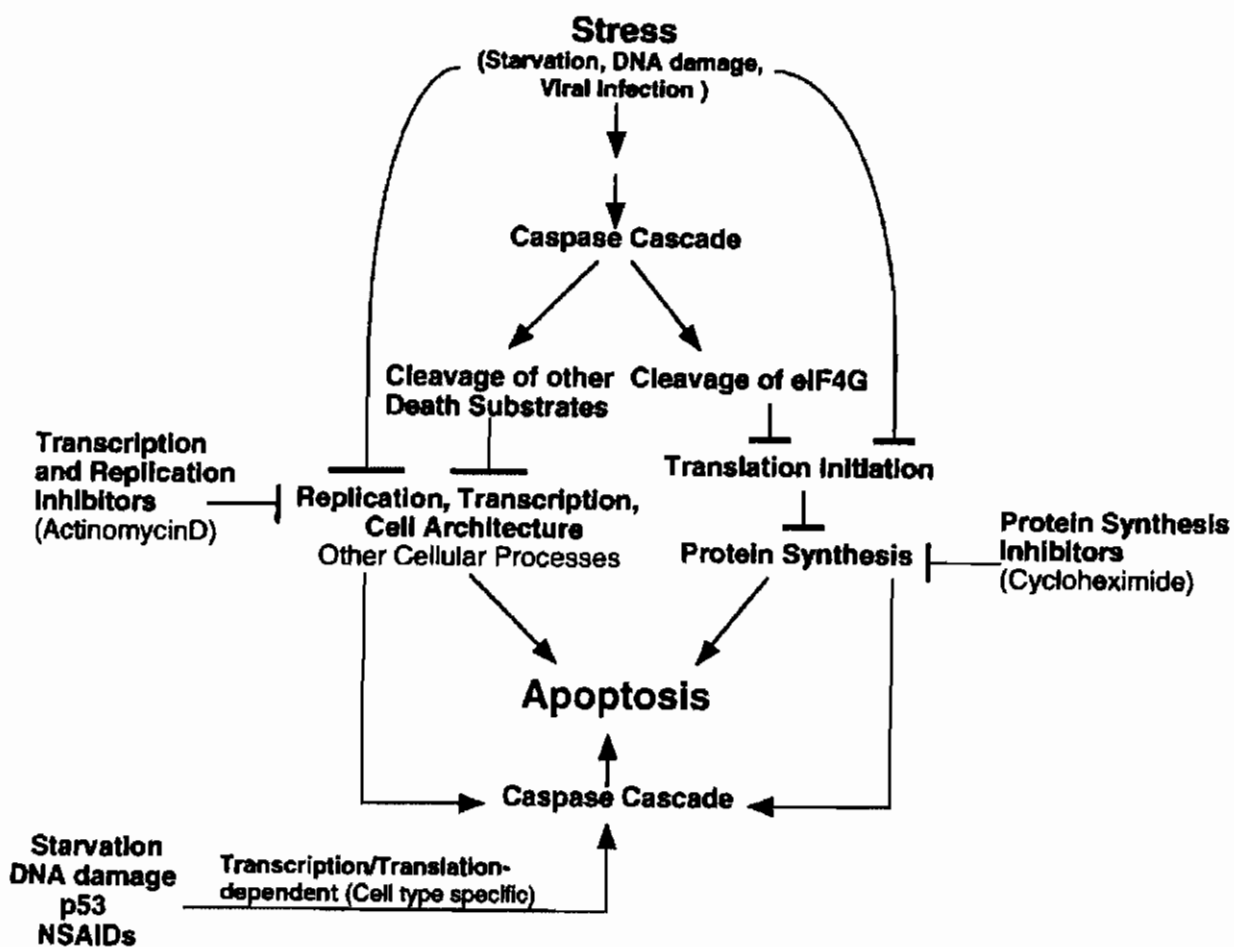 Stress
(Starvation, DNA damage,
Viral Infection )
Caspase Cascade
Cleavage of other
Death Substrates
Cleavage of eIF4G
Transcription
and Replication
Inhibitors
(ActinomycinD)
Replication, Transcription,
Cell Architecture
Other Cellular Processes
Translation Initiation
Protein Synthesis
Protein Synthesis
Inhibitors
(Cycloheximide)
Apoptosis
Caspase Cascade
Starvation
DNA damage
p53
NSAIDs
Transcription/Translation-
dependent (Cell type specific)